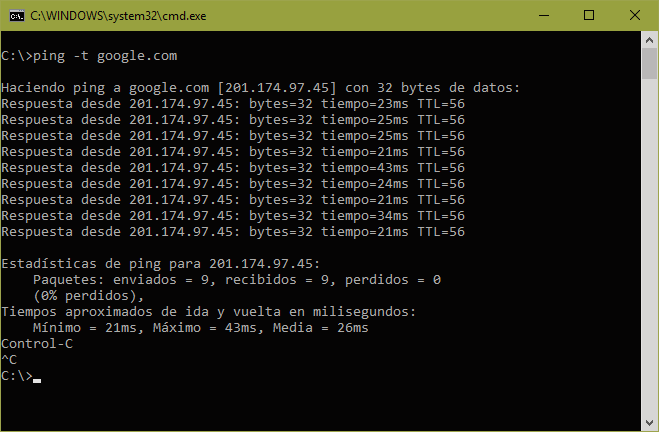 C:\WINDOWS\system32\cmd.exe
C:\>ping -t google.com
Haciendo ping a google.com [201.174.97.45] con 32 bytes de datos:
Respuesta desde 201.174.97.45: bytes=32 tiempo=23ms TTL=56
Respuesta desde 201.174.97.45: bytes=32 tiempo=25ms TTL=56
Respuesta desde 201.174.97.45: bytes=32 tiempo=25ms TTL=56
Respuesta desde 201.174.97.45: bytes=32 tiempo=21ms TTL=56
Respuesta desde 201.174.97.45: bytes=32 tiempo=43ms TTL=56
Respuesta desde 201.174.97.45: bytes=32 tiempo=24ms TTL=56
Respuesta desde 201.174.97.45: bytes=32 tiempo=21ms TTL=56
Respuesta desde 201.174.97.45: bytes=32 tiempo=34ms TTL=56
Respuesta desde 201.174.97.45: bytes=32 tiempo=21ms TTL=56
Estadísticas de ping para 201.174.97.45:
    Paquetes: enviados = 9, recibidos = 9, perdidos = 0
    (0% perdidos),
Tiempos aproximados de ida y vuelta en milisegundos:
    Mínimo = 21ms, Máximo = 43ms, Media = 26ms
Control-C
^C
C:\>